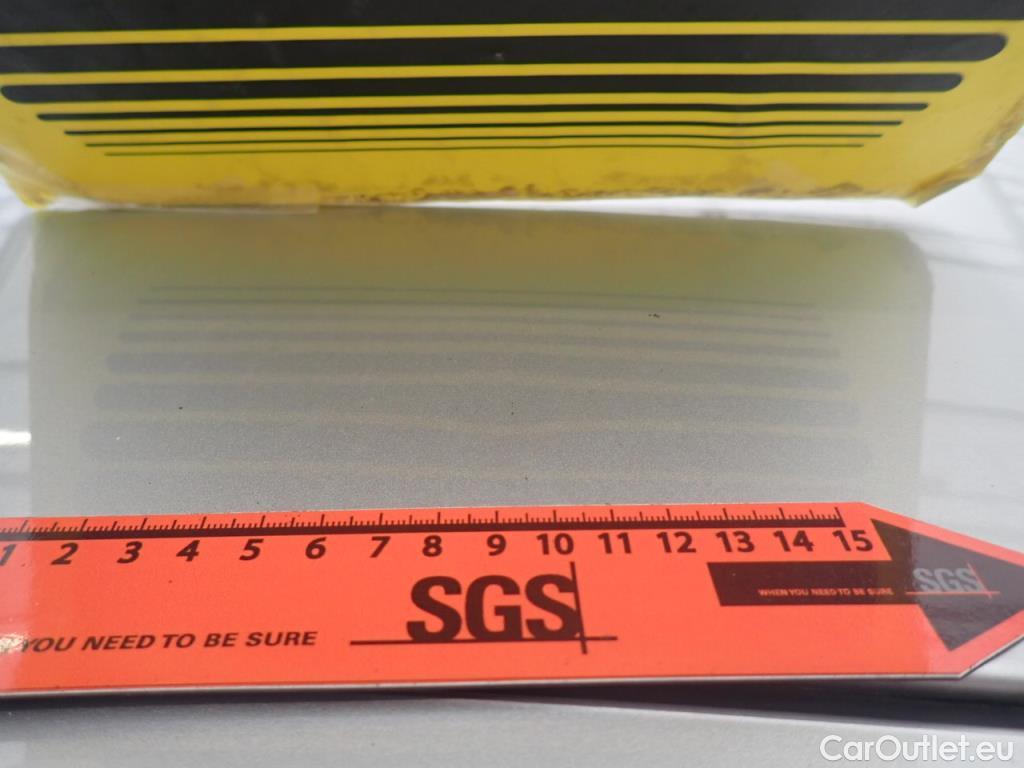 1 2 3 4 5 6 7 8 9 10 11 12 13 14 15
SGS
WHEN YOU NEED TO BE SURE
SGS
YOU NEED TO BE SURE
CarOutlet.eu